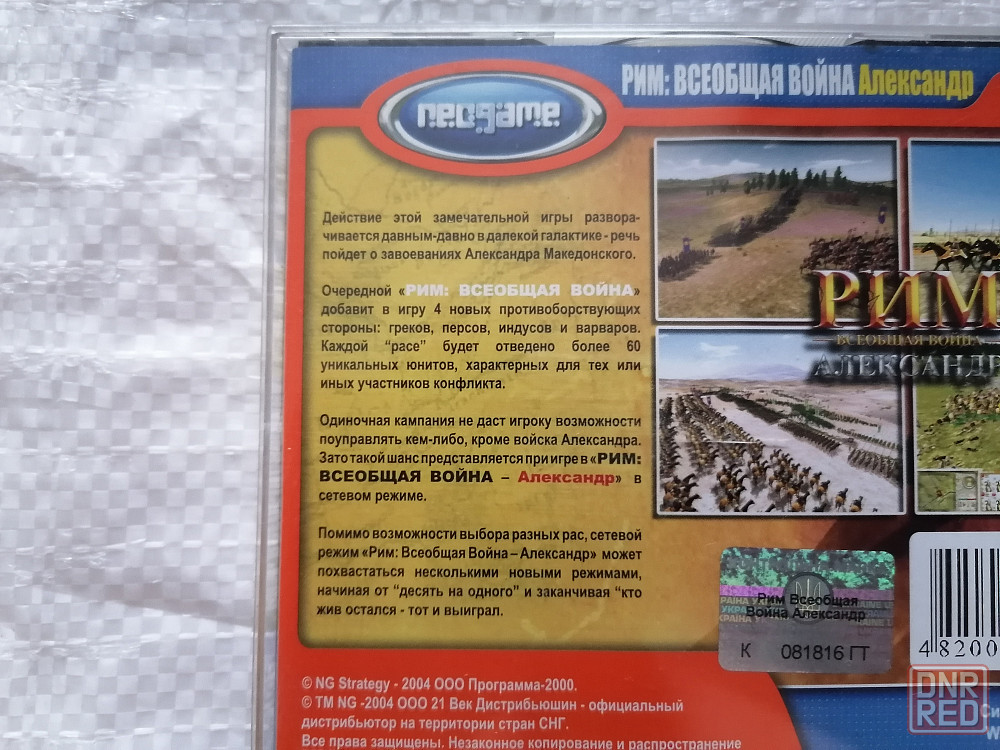 neogame
РИМ: ВСЕОБЩАЯ ВОЙНА Александр
Действие этой замечательной игры развора-
чивается давным-давно в далекой галактике - речь
пойдет о завоеваниях Александра Македонского.
Очередной «РИМ: ВСЕОБЩАЯ ВОЙНА»
добавит в игру 4 новых противоборствующих
стороны: греков, персов, индусов и варваров.
Каждой “расе” будет отведено более 60
уникальных юнитов, характерных для тех или
иных участников конфликта.
Одиночная кампания не даст игроку возможности
поуправлять кем-либо, кроме войска Александра.
Зато такой шанс представляется при игре в «РИМ:
ВСЕОБЩАЯ ВОЙНА – Александр» в
сетевом режиме.
Помимо возможности выбора разных рас, сетевой
режим «Рим: Всеобщая Война – Александр» может
похвастаться несколькими новыми режимами,
начиная от “десять на одного” и заканчивая “кто
жив остался - тот и выиграл.
РИМ
ВСЕОБЩАЯ ВОЙНА
АЛЕКСАНДР
Рим Всеобщая
Война Александр
К 081816 ГТ
48200
© NG Strategy - 2004 ООО Программа-2000.
© TM NG -2004 ООО 21 Век Дистрибьюшин - официальный
дистрибьютор на территории стран СНГ.
Все права защищены. Незаконное копирование и распространение
DNR
RED